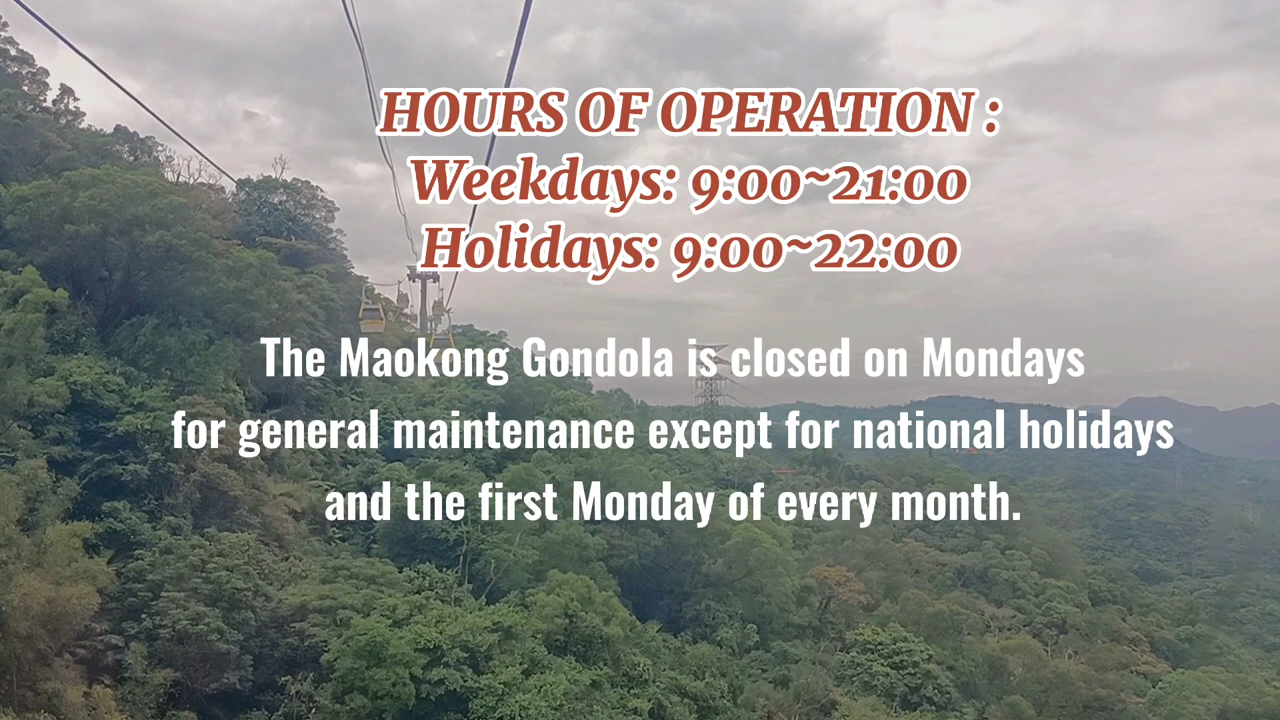 HOURS OF OPERATION :
Weekdays: 9:00~21:00
Holidays: 9:00~22:00
The Maokong Gondola is closed on Mondays
for general maintenance except for national holidays
and the first Monday of every month.